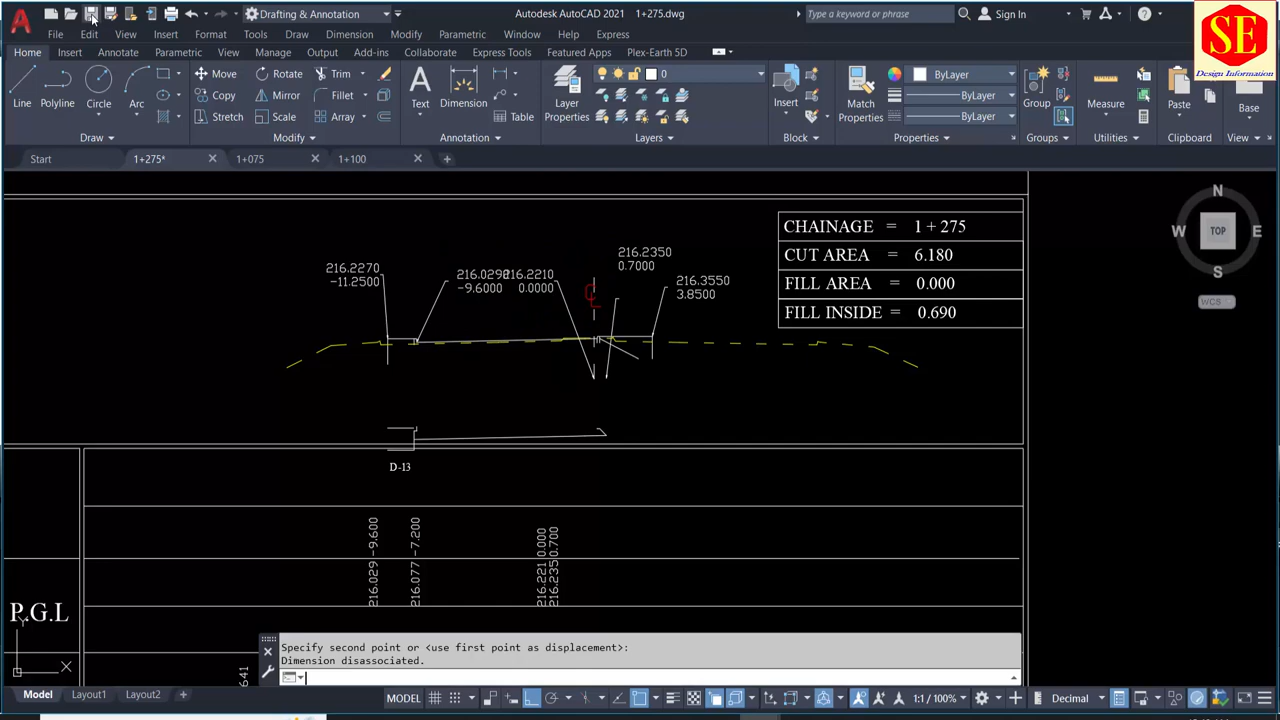 Drafting & Annotation
Autodesk AutoCAD 2021 1+275.dwg
Type a keyword or phrase
Sign In
SE
Design Information
File Edit View Insert Format Tools Draw Dimension Modify Parametric Window Help Express
Home Insert Annotate Parametric View Manage Output Add-ins Collaborate Express Tools Featured Apps Plex-Earth 5D
Line Polyline Circle Arc
Move Rotate Trim
Copy Mirror Fillet
Stretch Scale Array
Text Dimension Table
Layer Properties
0
Insert
Match Properties
ByLayer
ByLayer
ByLayer
Group
Measure
Paste
Base
Draw Modify Annotation Layers Block Properties Groups Utilities Clipboard View
Start 1+275* 1+075 1+100
N
W TOP E
S
WCS
CHAINAGE = 1 + 275
CUT AREA = 6.180
FILL AREA = 0.000
FILL INSIDE = 0.690
216.2270
-11.2500
216.0290
-9.6000
216.2210
0.0000
216.2350
0.7000
216.3550
3.8500
D-13
216.029 -9.600
216.077 -7.200
216.221 0.000
216.235 0.700
P.G.L
Y
X
641
Specify second point or <use first point as displacement>:
Dimension disassociated.
Model Layout1 Layout2
MODEL
1:1 / 100%
Decimal